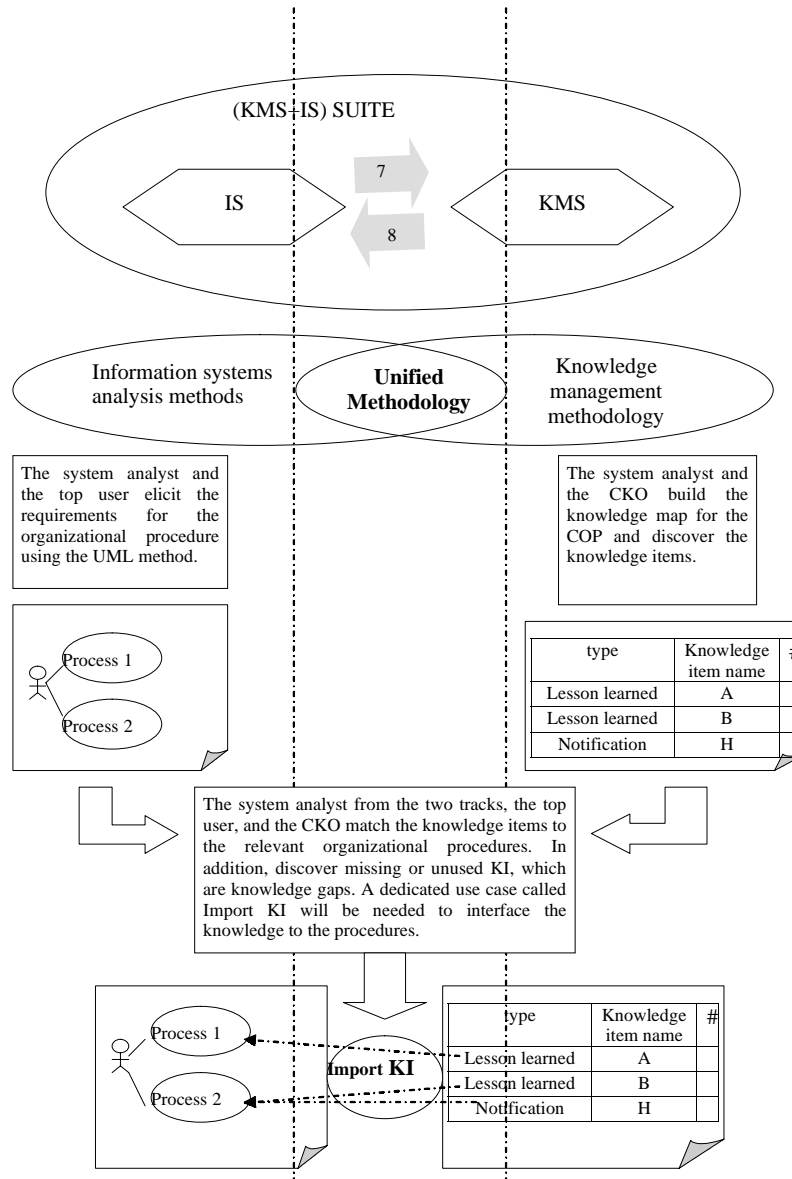 (KMS+IS) SUITE
7
IS
KMS
8
Information systems
analysis methods
Unified
Methodology
Knowledge
management
methodology
The system analyst and
the top user elicit the
requirements for the
organizational procedure
using the UML method.
The system analyst and
the CKO build the
knowledge map for the
COP and discover the
knowledge items.
Process 1
Process 2
type Knowledge item name #
Lesson learned A
Lesson learned B
Notification H
The system analyst from the two tracks, the top
user, and the CKO match the knowledge items to
the relevant organizational procedures. In
addition, discover missing or unused KI, which
are knowledge gaps. A dedicated use case called
Import KI will be needed to interface the
knowledge to the procedures.
Process 1
Process 2
Import KI
type Knowledge item name #
Lesson learned A
Lesson learned B
Notification H